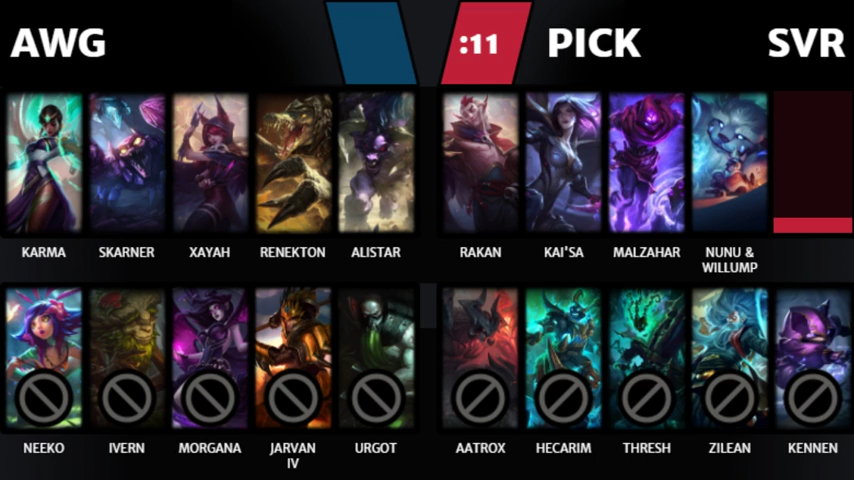 AWG :11 PICK SVR
KARMA SKARNER XAYAH RENEKTON ALISTAR RAKAN KAI'SA MALZAHAR NUNU &
WILLUMP
NEEKO IVERN MORGANA JARVAN URGOT AATROX HECARIM THRESH ZILEAN KENNEN
IV